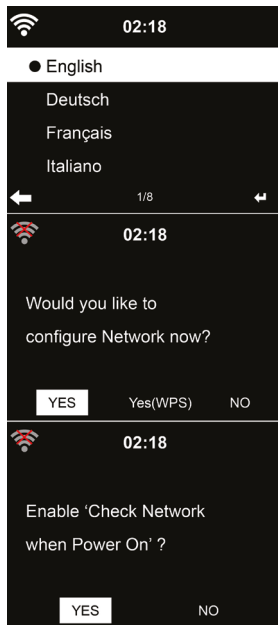 02:18
English
Deutsch
Français
Italiano
1/8
02:18
Would you like to
configure Network now?
YES Yes(WPS) NO
02:18
Enable ‘Check Network
when Power On’ ?
YES NO